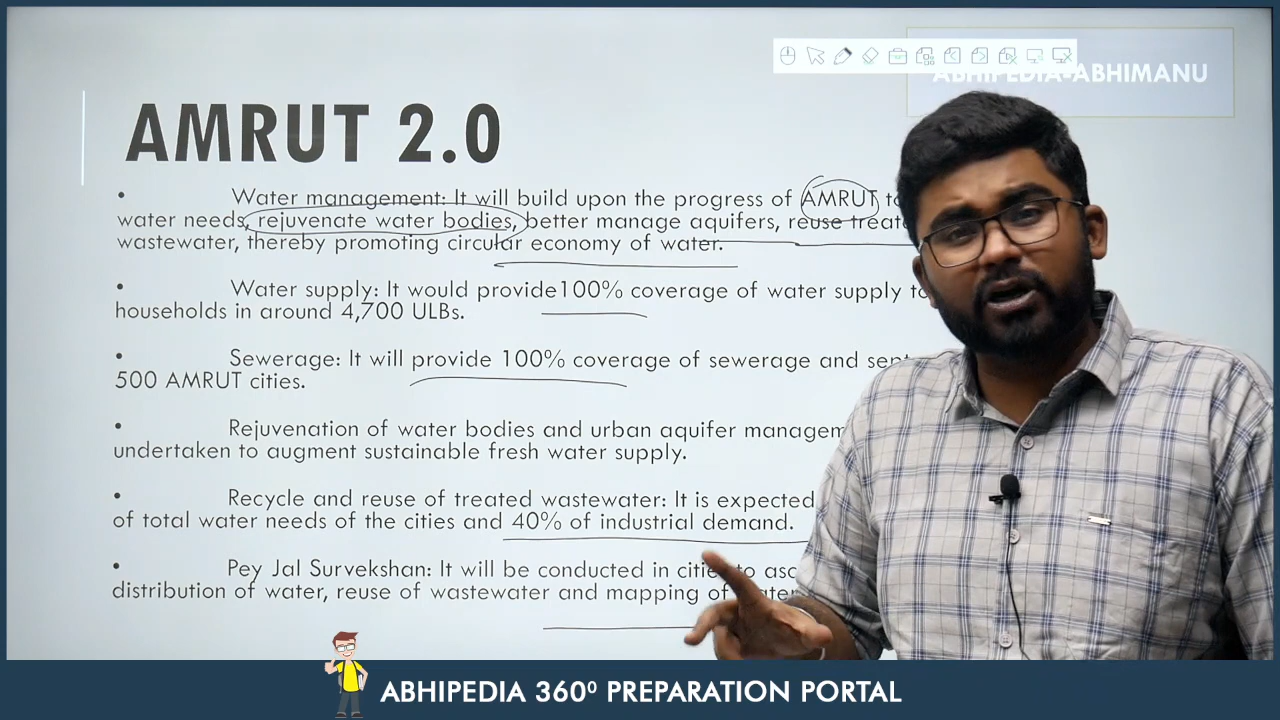 ABHIPEDIA-ABHIMANU
AMRUT 2.0
• Water management: It will build upon the progress of AMRUT to
water needs, rejuvenate water bodies, better manage aquifers, reuse treated
wastewater, thereby promoting circular economy of water.
• Water supply: It would provide100% coverage of water supply to
households in around 4,700 ULBs.
• Sewerage: It will provide 100% coverage of sewerage and
500 AMRUT cities.
• Rejuvenation of water bodies and urban aquifer
undertaken to augment sustainable fresh water supply.
• Recycle and reuse of treated wastewater: It is expected
of total water needs of the cities and 40% of industrial demand.
• Pey Jal Survekshan: It will be conducted in cities to
distribution of water, reuse of wastewater and mapping of water
ABHIPEDIA 360⁰ PREPARATION PORTAL